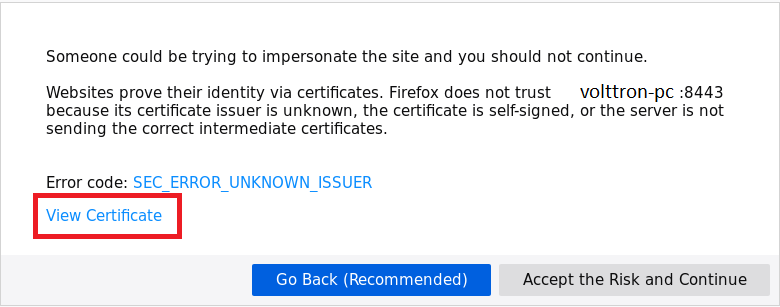 Someone could be trying to impersonate the site and you should not continue.
Websites prove their identity via certificates. Firefox does not trust volttron-pc :8443
because its certificate issuer is unknown, the certificate is self-signed, or the server is not
sending the correct intermediate certificates.
Error code: SEC_ERROR_UNKNOWN_ISSUER
View Certificate
Go Back (Recommended)
Accept the Risk and Continue